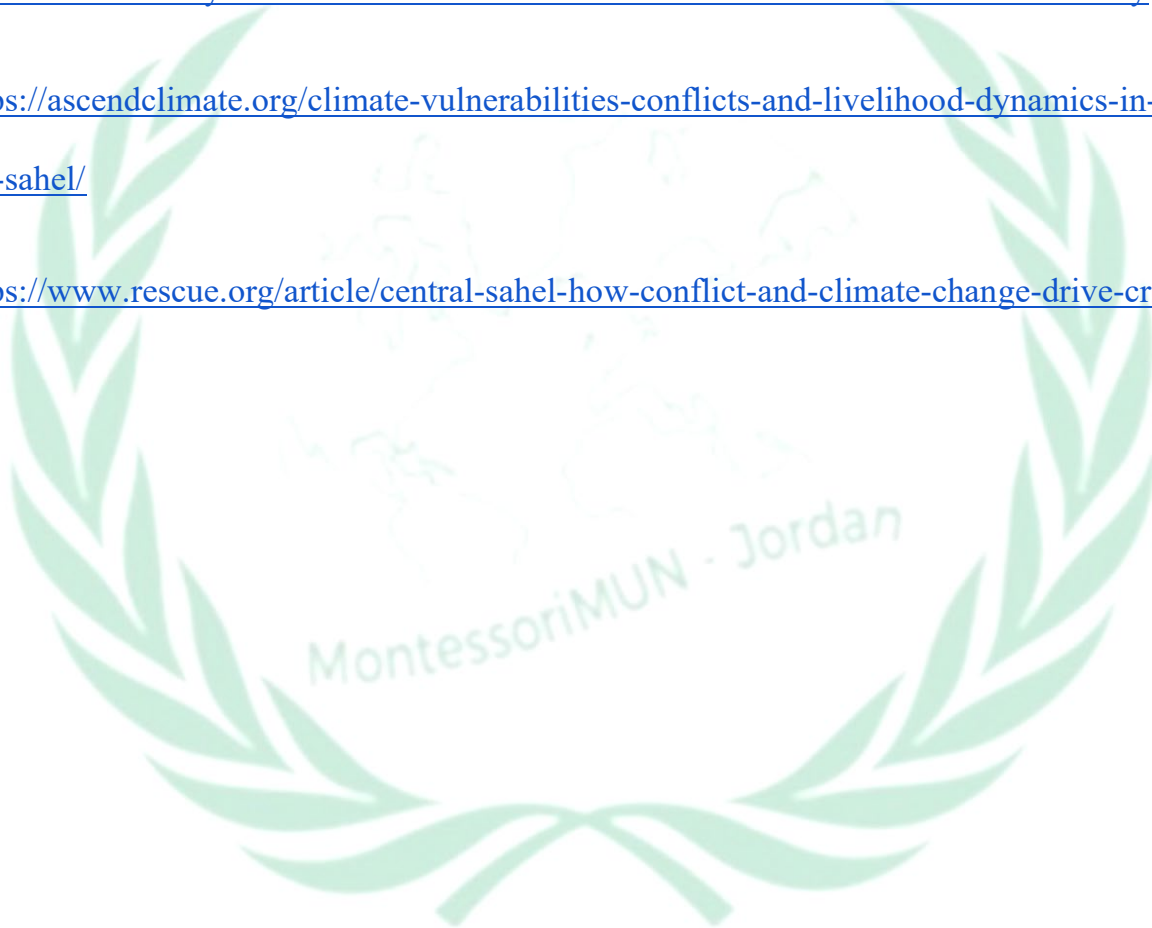 ps://ascendclimate.org/climate-vulnerabilities-conflicts-and-livelihood-dynamics-in-
-sahel/
ps://www.rescue.org/article/central-sahel-how-conflict-and-climate-change-drive-cr
MontessoriMUN - Jordan